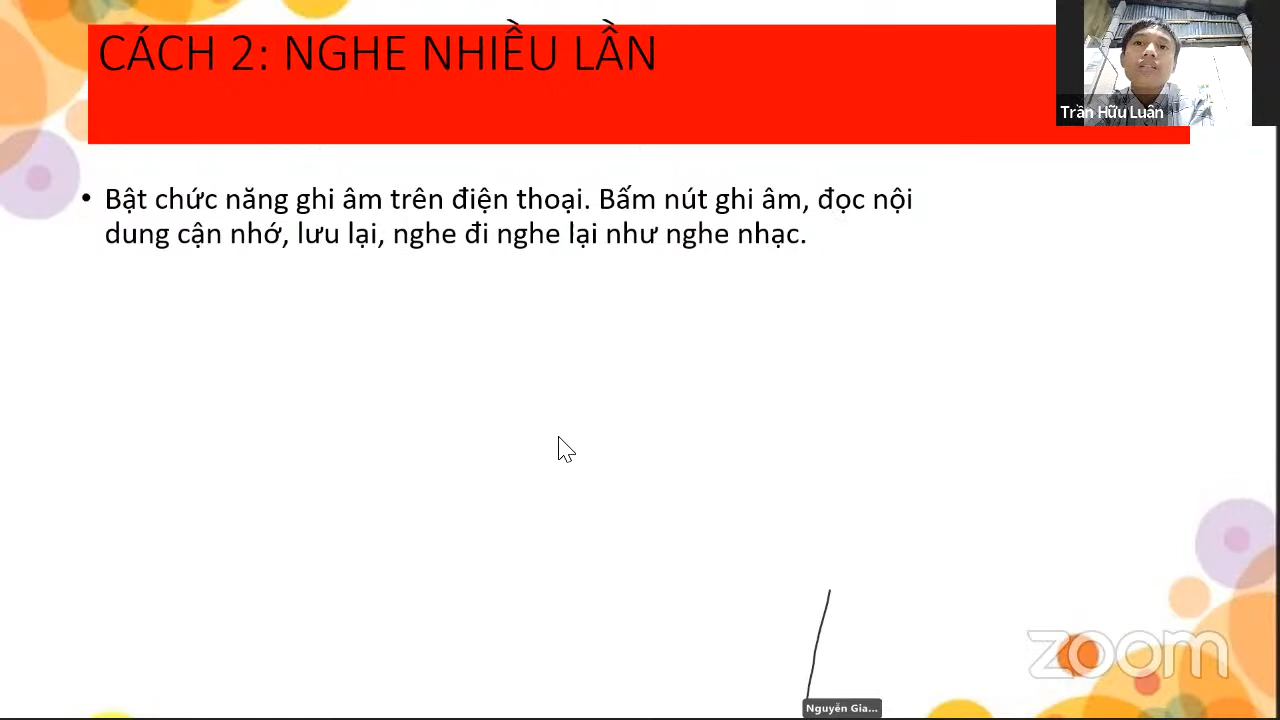 CÁCH 2: NGHE NHIỀU LẦN
Trần Hữu Luân
• Bật chức năng ghi âm trên điện thoại. Bấm nút ghi âm, đọc nội
dung cận nhớ, lưu lại, nghe đi nghe lại như nghe nhạc.
zoom
Nguyễn Gia...